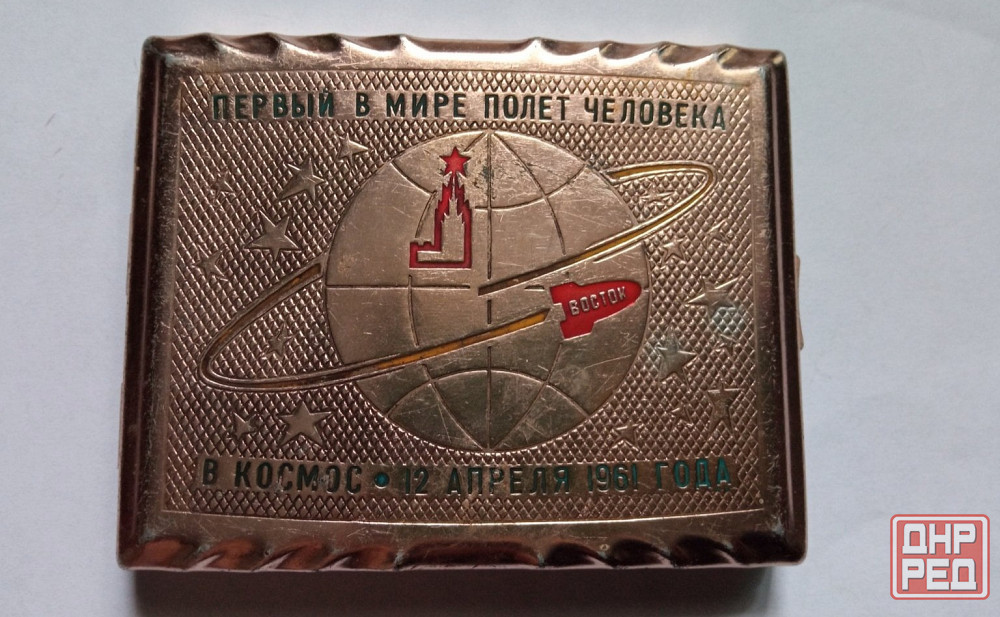 ПЕРВЫЙ В МИРЕ ПОЛЕТ ЧЕЛОВЕКА
ВОСТОК
В КОСМОС • 12 АПРЕЛЯ 1961 ГОДА
ДНР
РЕД